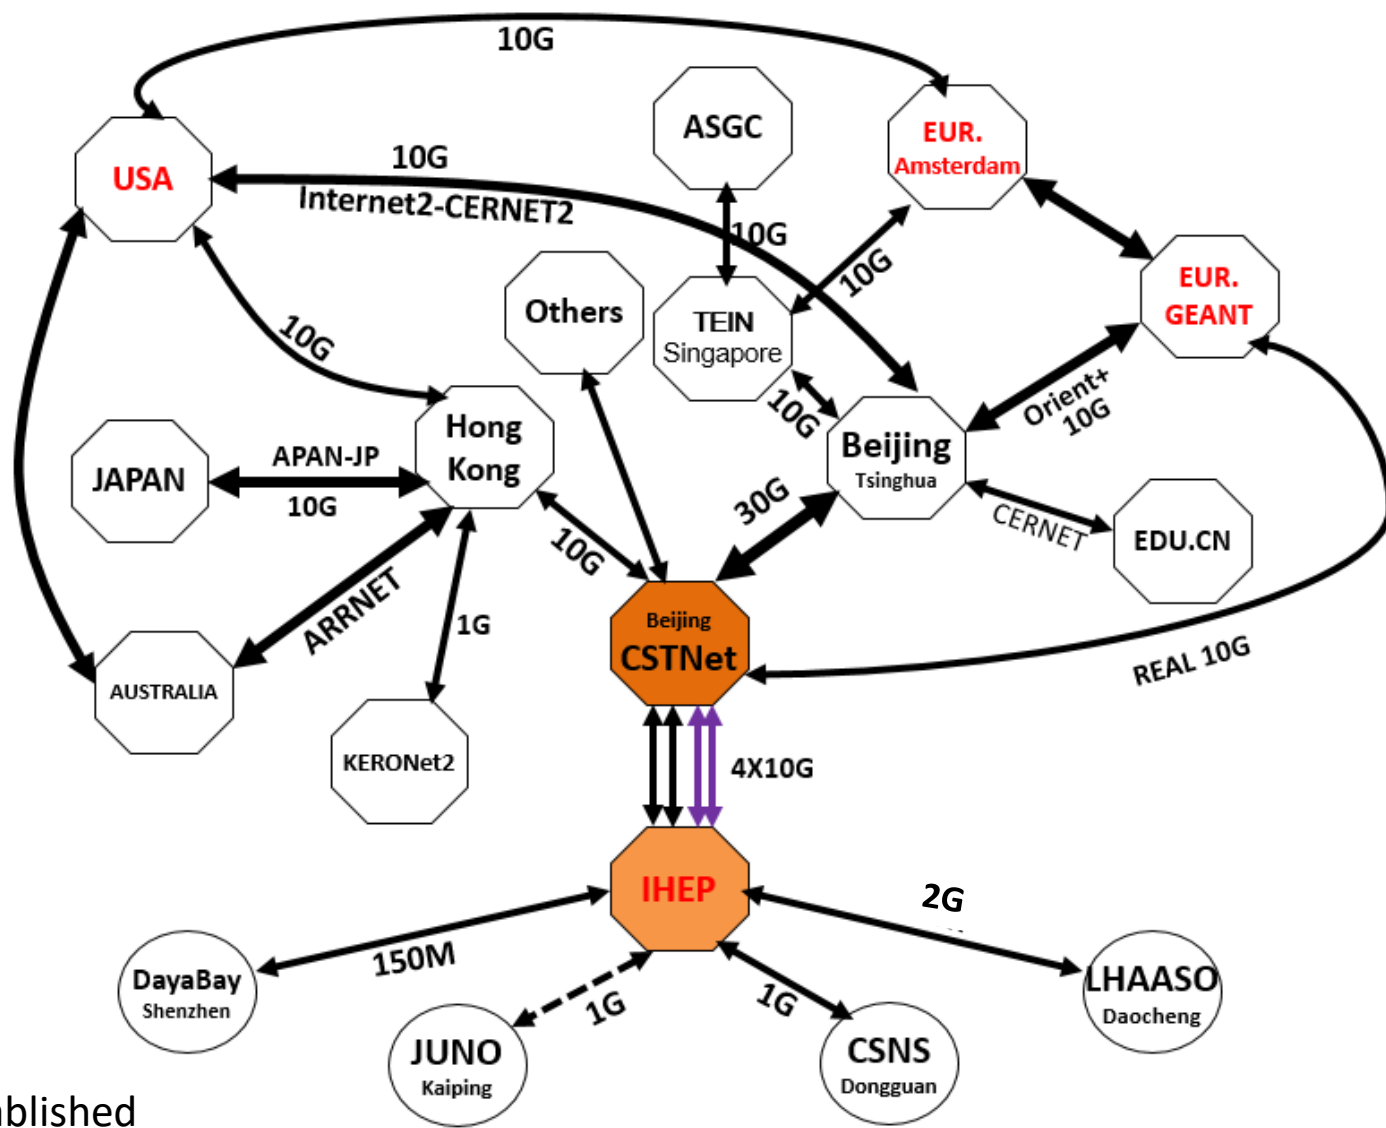 10G
ASGC
EUR.
Amsterdam
USA
10G
Internet2-CERNET2
10G
10G
EUR.
GEANT
Others
TEIN
Singapore
10G
10G
Orient+
10G
Hong
Kong
Beijing
Tsinghua
JAPAN
APAN-JP
10G
30G
CERNET
EDU.CN
10G
ARRNET
1G
Beijing
CSTNet
REAL 10G
AUSTRALIA
KERONet2
4X10G
IHEP
2G
150M
1G
1G
DayaBay
Shenzhen
LHAASO
Daocheng
JUNO
Kaiping
CSNS
Dongguan
ablished